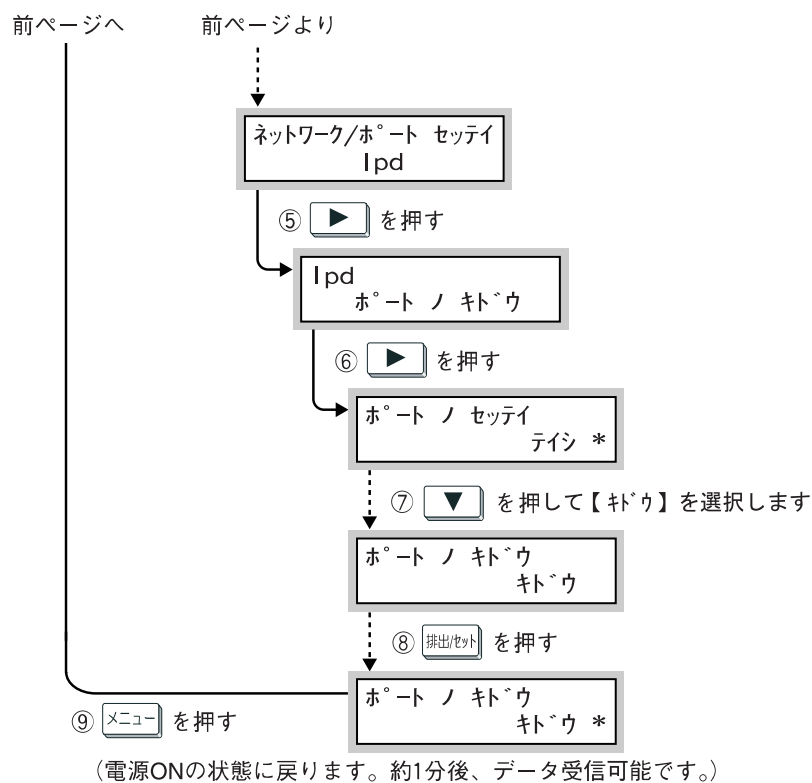 前ページへ
前ページより
ﾈｯﾄﾜｰｸ/ﾎﾟｰﾄ ｾｯﾃｲ
lpd
⑤ ▶ を押す
lpd
ﾎﾟｰﾄ ﾉ ｷﾄﾞｳ
⑥ ▶ を押す
ﾎﾟｰﾄ ﾉ ｾｯﾃｲ
ﾃｲｼ *
⑦ ▼ を押して【ｷﾄﾞｳ】を選択します
ﾎﾟｰﾄ ﾉ ｷﾄﾞｳ
ｷﾄﾞｳ
⑧ 排出/ｾｯﾄ を押す
ﾎﾟｰﾄ ﾉ ｷﾄﾞｳ
ｷﾄﾞｳ *
⑨ メニュー を押す
（電源ONの状態に戻ります。約1分後、データ受信可能です。）